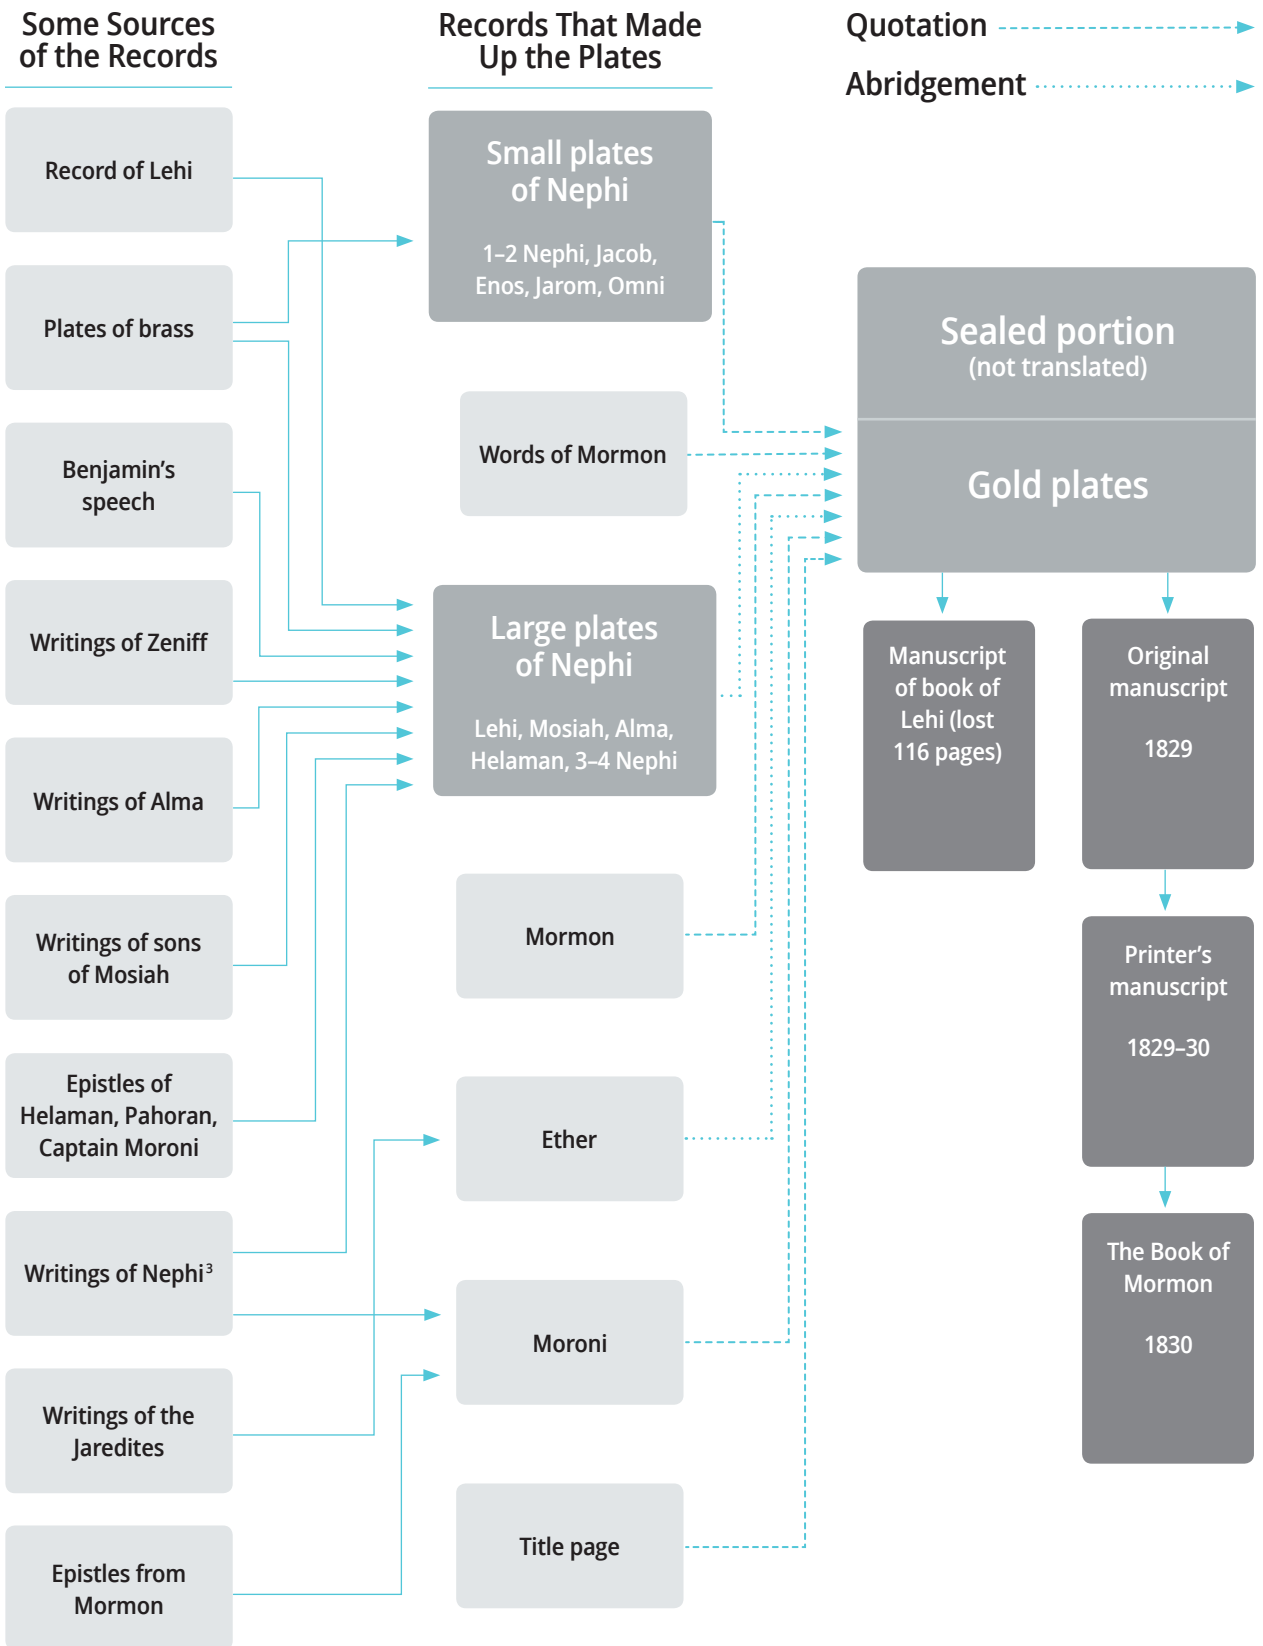 Some Sources
of the Records
Record of Lehi
Plates of brass
Benjamin’s
speech
Writings of Zeniff
Writings of Alma
Writings of sons
of Mosiah
Epistles of
Helaman, Pahoran,
Captain Moroni
Writings of Nephi³
Writings of the
Jaredites
Epistles from
Mormon
Records That Made
Up the Plates
Small plates
of Nephi
1–2 Nephi, Jacob,
Enos, Jarom, Omni
Words of Mormon
Large plates
of Nephi
Lehi, Mosiah, Alma,
Helaman, 3–4 Nephi
Mormon
Ether
Moroni
Title page
Quotation
Abridgement
Sealed portion
(not translated)
Gold plates
Manuscript
of book of
Lehi (lost
116 pages)
Original
manuscript
1829
Printer’s
manuscript
1829–30
The Book of
Mormon
1830